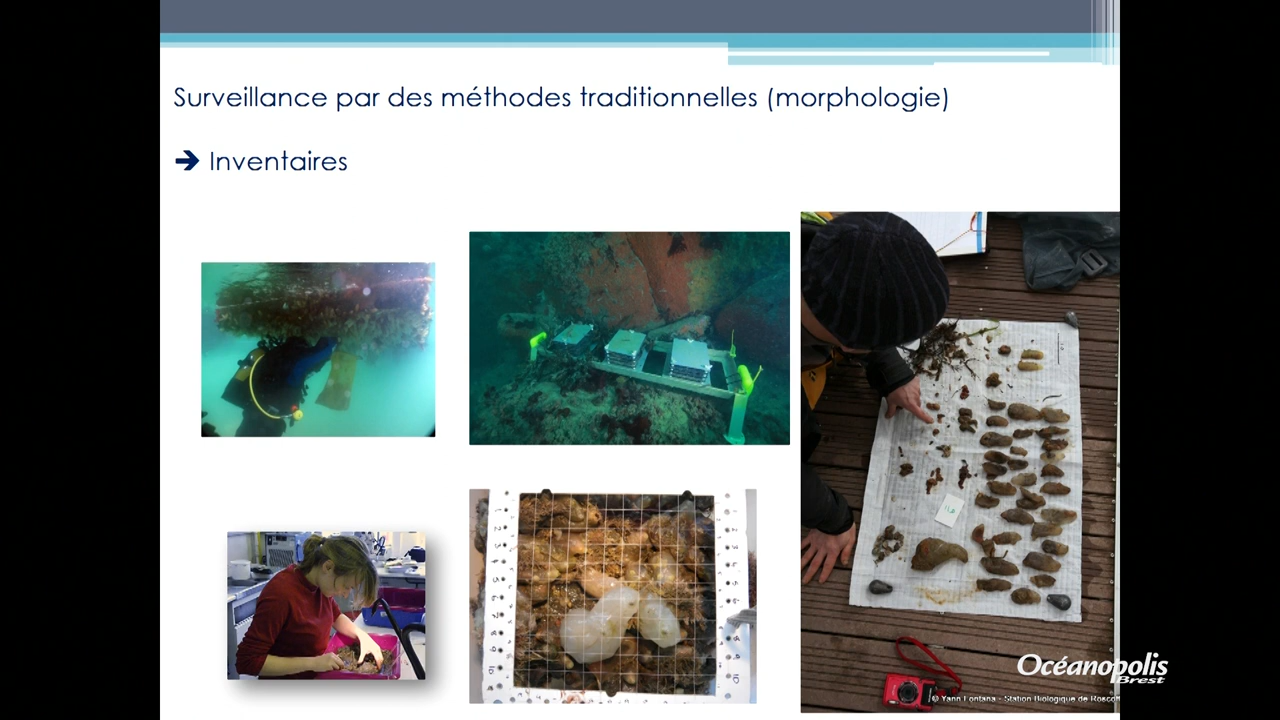 Surveillance par des méthodes traditionnelles (morphologie)
➔ Inventaires
Océanopolis
Brest
© Yann Fontana - Station Biologique de Roscoff